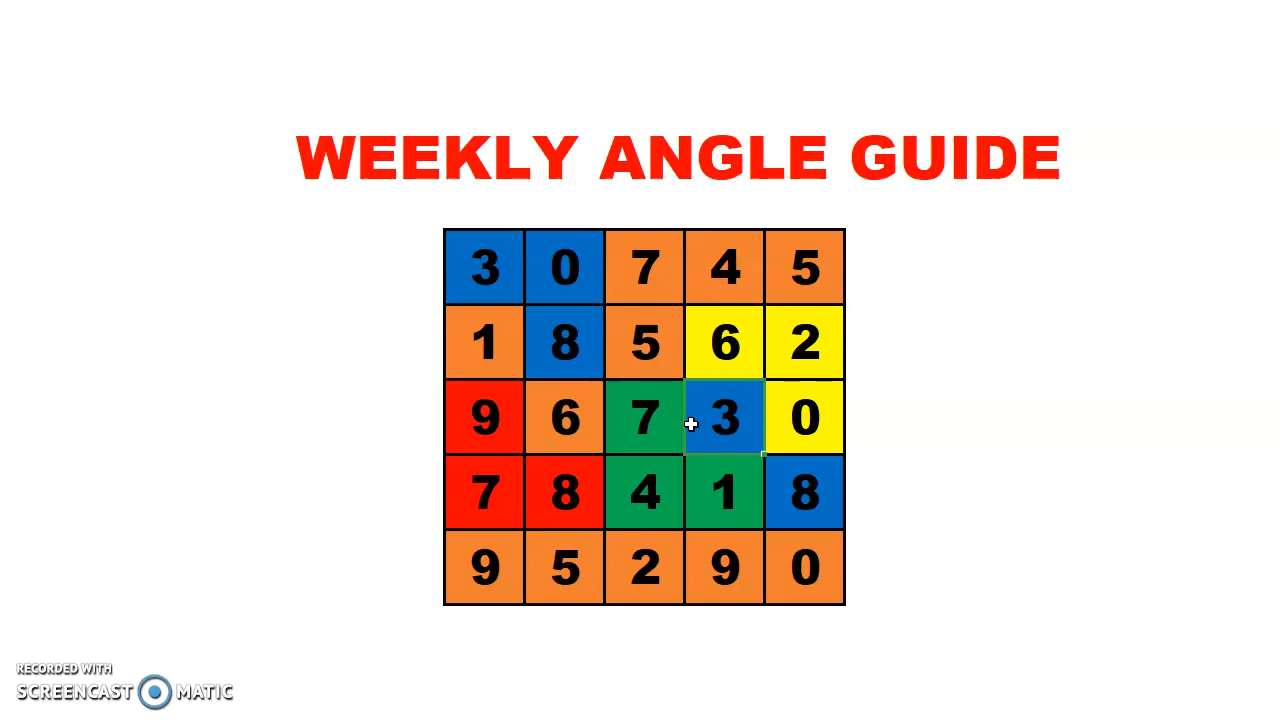 WEEKLY ANGLE GUIDE
3 0 7 4 5
1 8 5 6 2
9 6 7 3 0
7 8 4 1 8
9 5 2 9 0
RECORDED WITH
SCREENCAST MATIC